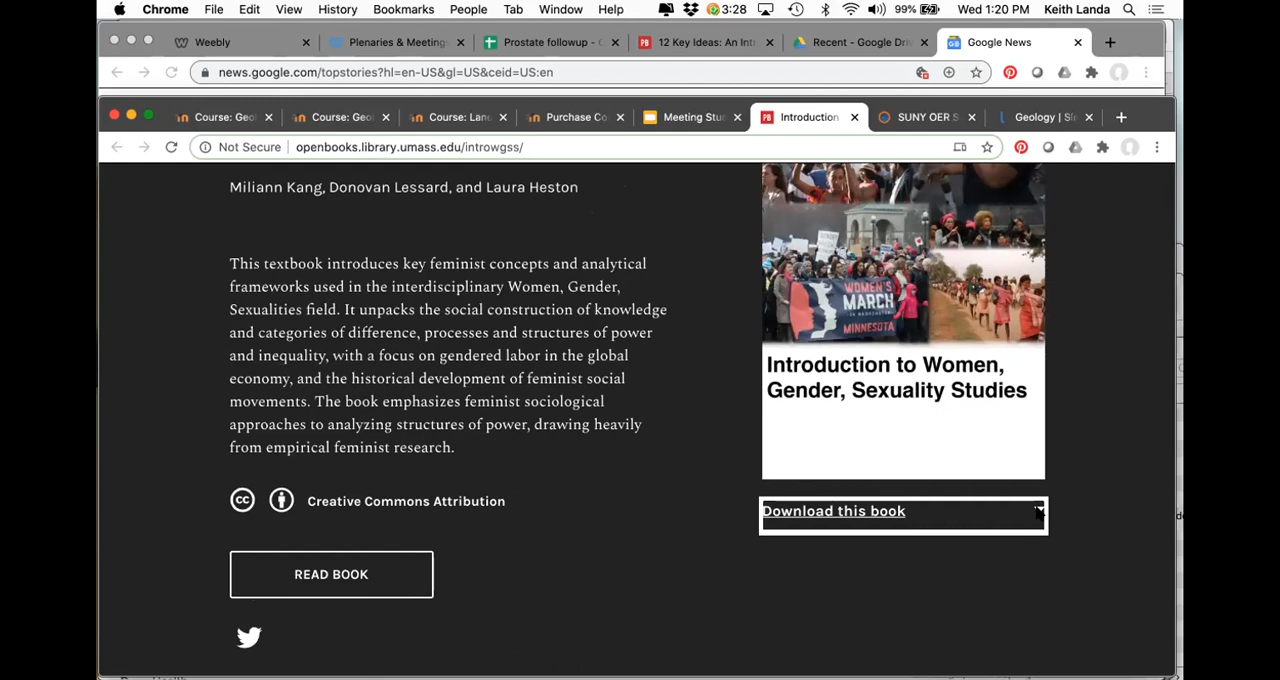 Chrome File Edit View History Bookmarks People Tab Window Help 3:28 99% Wed 1:20 PM Keith Landa
Weebly Plenaries & Meeting Prostate followup - 12 Key Ideas: An Int Recent - Google Dri Google News
news.google.com/topstories?hl=en-US&gl=US&ceid=US:en
Course: Geo Course: Geo Course: Lan Purchase Co Meeting Stu Introduction SUNY OER S Geology |
Not Secure openbooks.library.umass.edu/introwgss/
Miliann Kang, Donovan Lessard, and Laura Heston
This textbook introduces key feminist concepts and analytical
frameworks used in the interdisciplinary Women, Gender,
Sexualities field. It unpacks the social construction of knowledge
and categories of difference, processes and structures of power
and inequality, with a focus on gendered labor in the global
economy, and the historical development of feminist social
movements. The book emphasizes feminist sociological
approaches to analyzing structures of power, drawing heavily
from empirical feminist research.
cc Creative Commons Attribution
READ BOOK
WOMEN'S
MARCH
MINNESOTA
Introduction to Women,
Gender, Sexuality Studies
Download this book